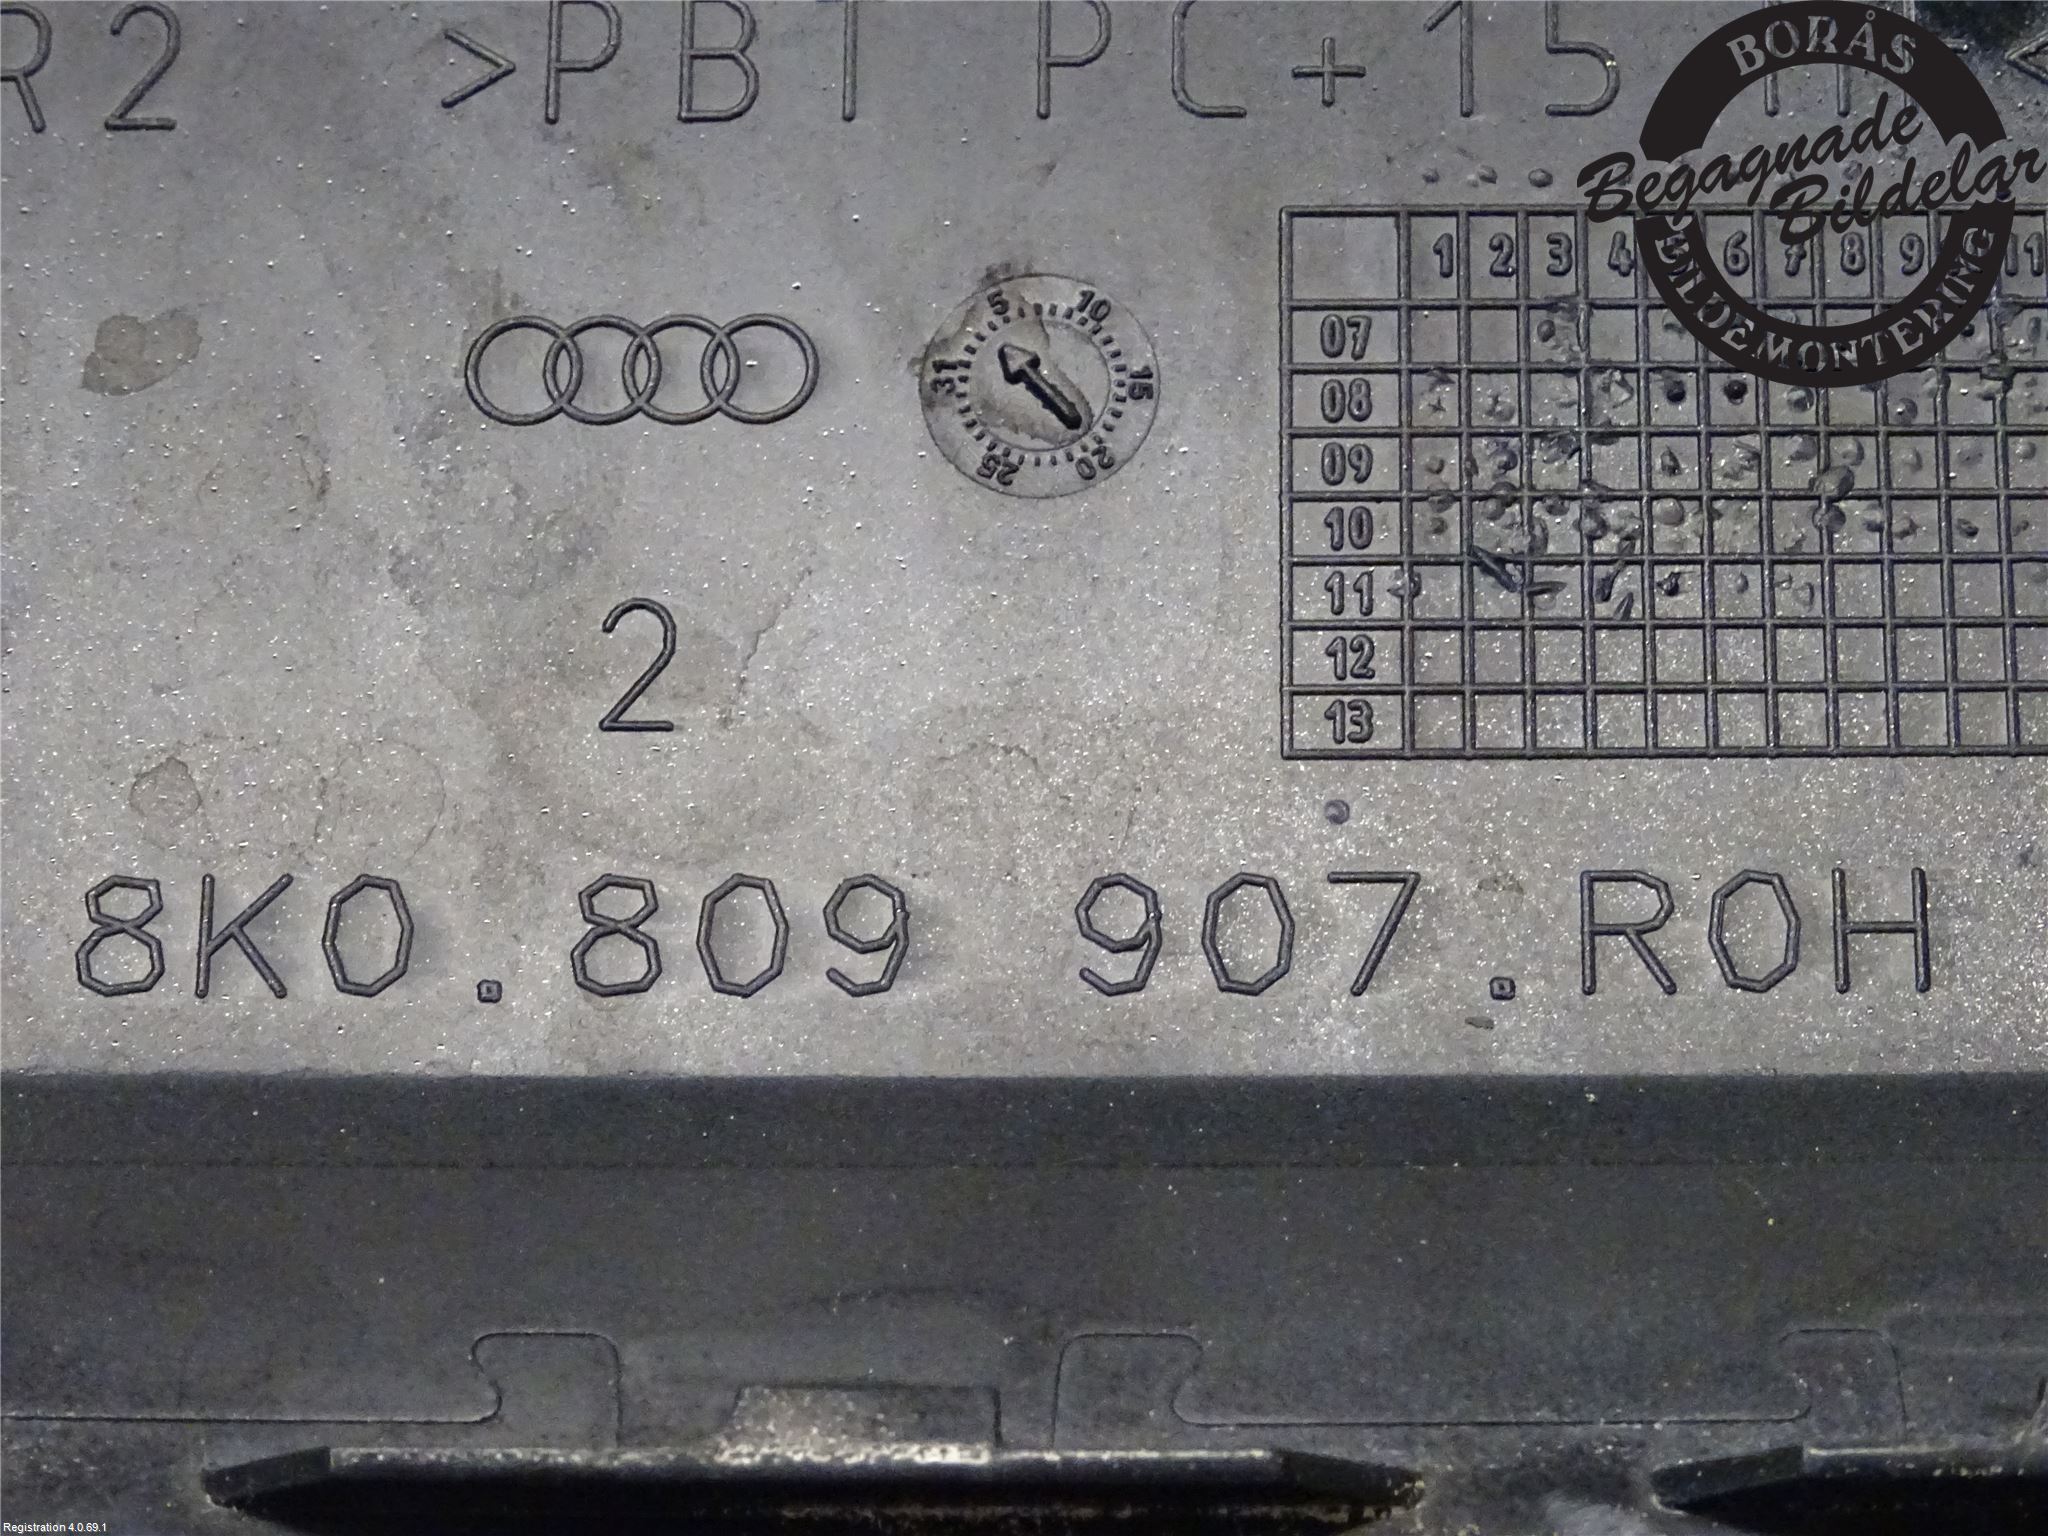 R2 >PBT PC+15
BORÅS
Begagnade
Bildelar
BILDEMONTERING
1 2 3 4 6 7 8 9 11
5 10 15 20 25 31
07
08
09
10
11
12
13
2
8K0.809 907.ROH
Registration 4.0.69.1